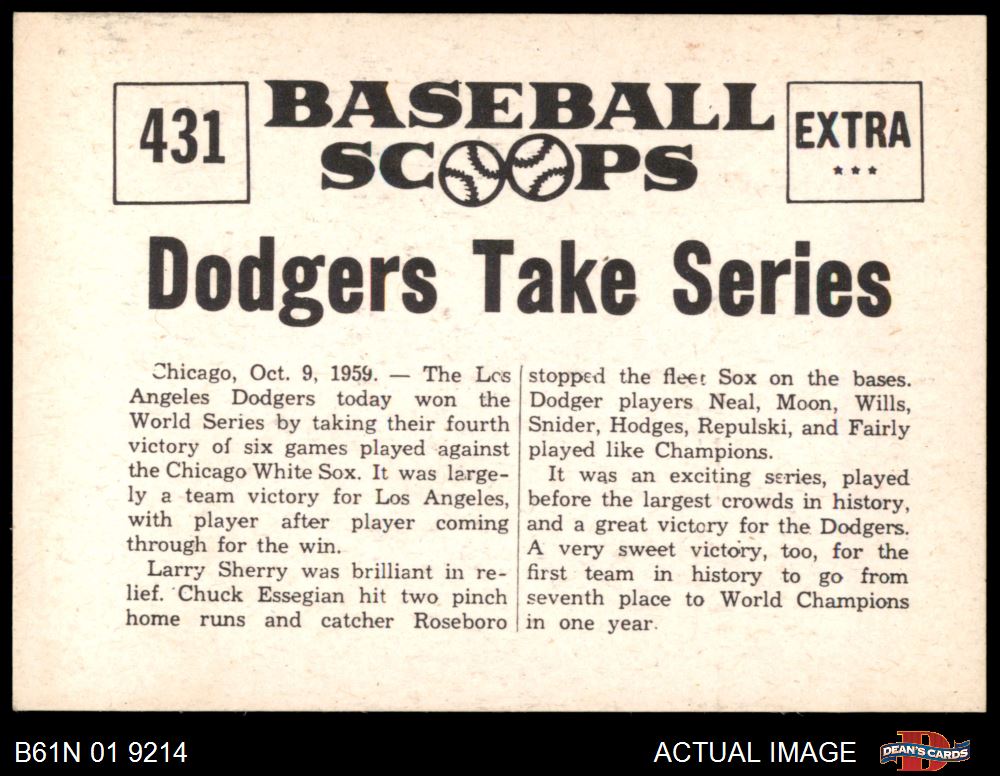 431
BASEBALL
SCOOPS
EXTRA
Dodgers Take Series
Chicago, Oct. 9, 1959. — The Los
Angeles Dodgers today won the
World Series by taking their fourth
victory of six games played against
the Chicago White Sox. It was large-
ly a team victory for Los Angeles,
with player after player coming
through for the win.
Larry Sherry was brilliant in re-
lief. Chuck Essegian hit two pinch
home runs and catcher Roseboro
stopped the fleet Sox on the bases.
Dodger players Neal, Moon, Wills,
Snider, Hodges, Repulski, and Fairly
played like Champions.
It was an exciting series, played
before the largest crowds in history,
and a great victory for the Dodgers.
A very sweet victory, too, for the
first team in history to go from
seventh place to World Champions
in one year.
B61N 01 9214
ACTUAL IMAGE
D
DEAN'S CARDS